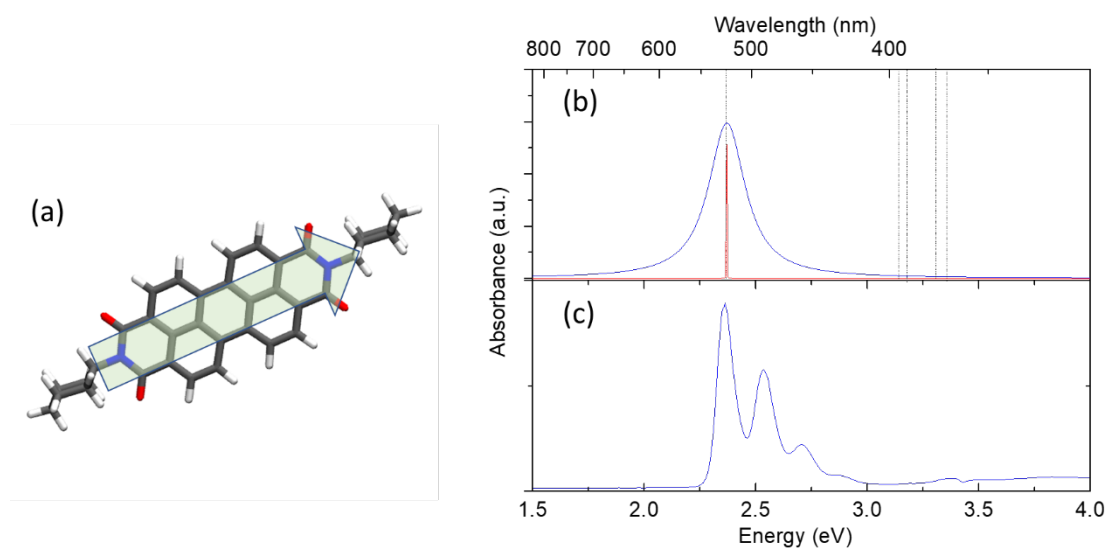 (a)
Wavelength (nm)
800 700 600 500 400
(b)
(c)
Absorbance (a.u.)
1.5 2.0 2.5 3.0 3.5 4.0
Energy (eV)